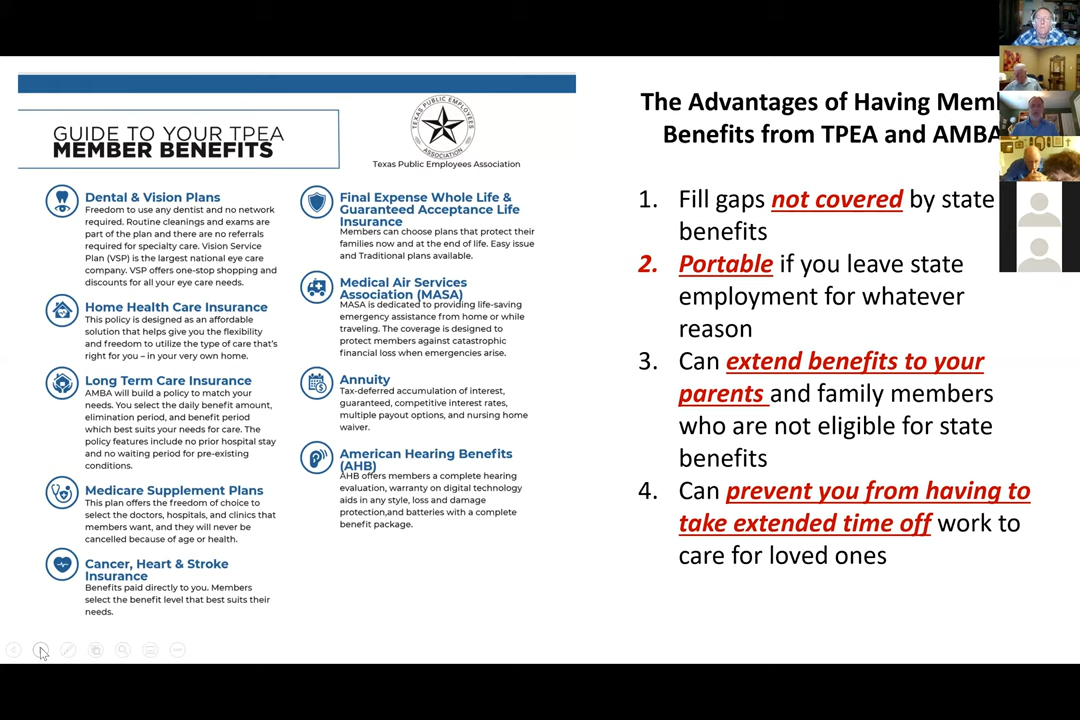 GUIDE TO YOUR TPEA
MEMBER BENEFITS
TEXAS PUBLIC EMPLOYEES
ASSOCIATION
Texas Public Employees Association
Dental & Vision Plans
Freedom to use any dentist and no network
required. Routine cleanings and exams are
part of the plan and there are no referrals
required for specialty care. Vision Service
Plan (VSP) is the largest national eye care
company. VSP offers one-stop shopping and
discounts for all your eye care needs.
Home Health Care Insurance
This policy is designed as an affordable
solution that helps give you the flexibility
and freedom to utilize the type of care that's
right for you – in your very own home.
Long Term Care Insurance
AMBA will build a policy to match your
needs. You select the daily benefit amount,
elimination period, and benefit period
which best suits your needs for care. The
policy features include no prior hospital stay
and no waiting period for pre-existing
conditions.
Medicare Supplement Plans
This plan offers the freedom of choice to
select the doctors, hospitals, and clinics that
members want, and they will never be
cancelled because of age or health.
Cancer, Heart & Stroke
Insurance
Benefits paid directly to you. Members
select the benefit level that best suits their
needs.
Final Expense Whole Life &
Guaranteed Acceptance Life
Insurance
Members can choose plans that protect their
families now and at the end of life. Easy issue
and Traditional plans available.
Medical Air Services
Association (MASA)
MASA is dedicated to providing life-saving
emergency assistance from home or while
traveling. The coverage is designed to
protect members against catastrophic
financial loss when emergencies arise.
Annuity
Tax-deferred accumulation of interest,
guaranteed, competitive interest rates,
multiple payout options, and nursing home
waiver.
American Hearing Benefits
(AHB)
AHB offers members a complete hearing
evaluation, warranty on digital technology
aids in any style, loss and damage
protection,and batteries with a complete
benefit package.
The Advantages of Having Memb
Benefits from TPEA and AMBA
1. Fill gaps not covered by state
benefits
2. Portable if you leave state
employment for whatever
reason
3. Can extend benefits to your
parents and family members
who are not eligible for state
benefits
4. Can prevent you from having to
take extended time off work to
care for loved ones